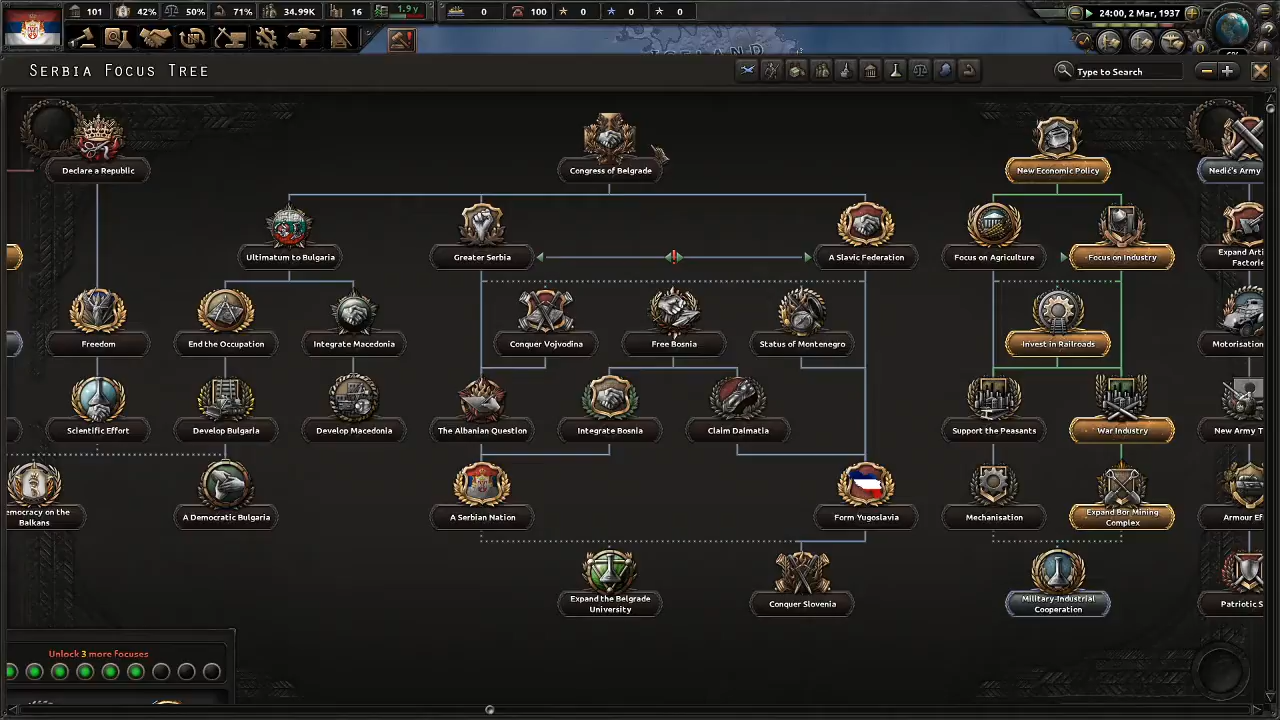 101 42% 50% 71% 34.99K 16 1.9 y 0 100 0 0 0 24:00, 2 Mar, 1937
ICELAND
0
SERBIA FOCUS TREE
Type to Search
Declare a Republic
Congress of Belgrade
New Economic Policy
Nedić's Army
Ultimatum to Bulgaria
Greater Serbia
A Slavic Federation
Focus on Agriculture
Focus on Industry
Expand Arti
Factorie
Freedom
End the Occupation
Integrate Macedonia
Conquer Vojvodina
Free Bosnia
Status of Montenegro
Invest in Railroads
Motorisation
Scientific Effort
Develop Bulgaria
Develop Macedonia
The Albanian Question
Integrate Bosnia
Claim Dalmatia
Support the Peasants
War Industry
New Army T
emocracy on the
Balkans
A Democratic Bulgaria
A Serbian Nation
Form Yugoslavia
Mechanisation
Expand Bor Mining
Complex
Armour Ef
Expand the Belgrade
University
Conquer Slovenia
Military-Industrial
Cooperation
Patriotic S
Unlock 3 more focuses